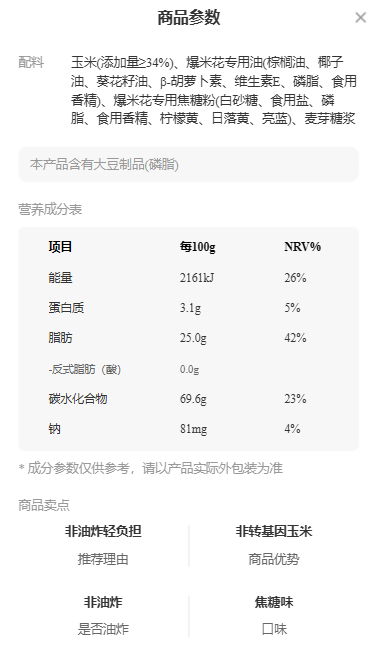 商品参数
×
配料
玉米(添加量≥34%)、爆米花专用油(棕榈油、椰子
油、葵花籽油、β-胡萝卜素、维生素E、磷脂、食用
香精)、爆米花专用焦糖粉(白砂糖、食用盐、磷
脂、食用香精、柠檬黄、日落黄、亮蓝)、麦芽糖浆
本产品含有大豆制品(磷脂)
营养成分表
项目 每100g NRV%
能量 2161kJ 26%
蛋白质 3.1g 5%
脂肪 25.0g 42%
-反式脂肪（酸） 0.0g
碳水化合物 69.6g 23%
钠 81mg 4%
* 成分参数仅供参考，请以产品实际外包装为准
商品卖点
非油炸轻负担 非转基因玉米
推荐理由 商品优势
非油炸 焦糖味
是否油炸 口味